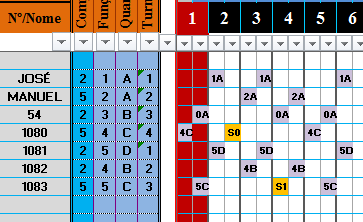 Nº/Nome Com Funç Qua Turn 1 2 3 4 5 6
JOSÉ 2 1 A 1 1A 1A 1A
MANUEL 5 2 A 2 2A 2A
54 2 3 B 3 0A 0A 0A
1080 5 4 C 4 4C S0 4C
1081 2 5 D 1 5D 5D 5D
1082 2 4 B 2 4B 4B
1083 5 5 C 3 5C S1 5C